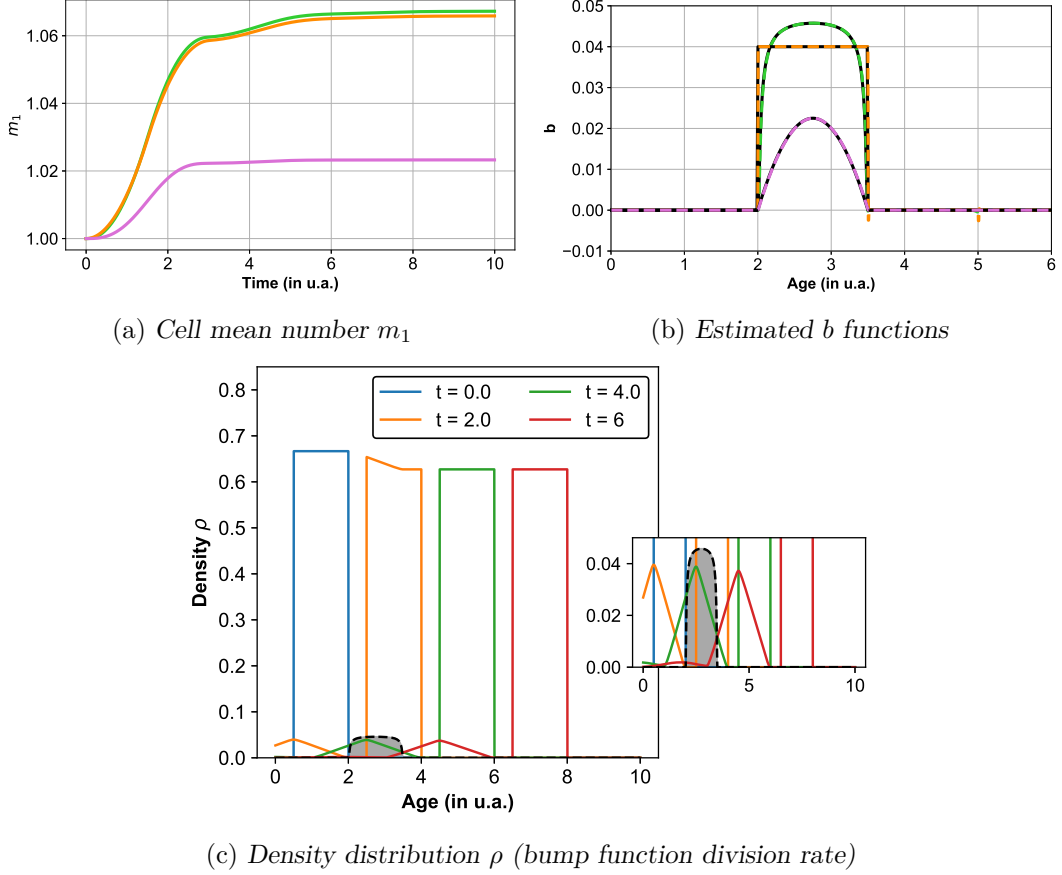 1.06
1.04
1.02
1.00
m₁
0 2 4 6 8 10
Time (in u.a.)
(a) Cell mean number m₁
0.05
0.04
0.03
0.02
0.01
0.00
−0.01
b
0 1 2 3 4 5 6
Age (in u.a.)
(b) Estimated b functions
0.8
0.7
0.6
0.5
0.4
0.3
0.2
0.1
0.0
Density ρ
t = 0.0 t = 4.0
t = 2.0 t = 6
0 2 4 6 8 10
Age (in u.a.)
0.04
0.02
0.00
0 5 10
(c) Density distribution ρ (bump function division rate)